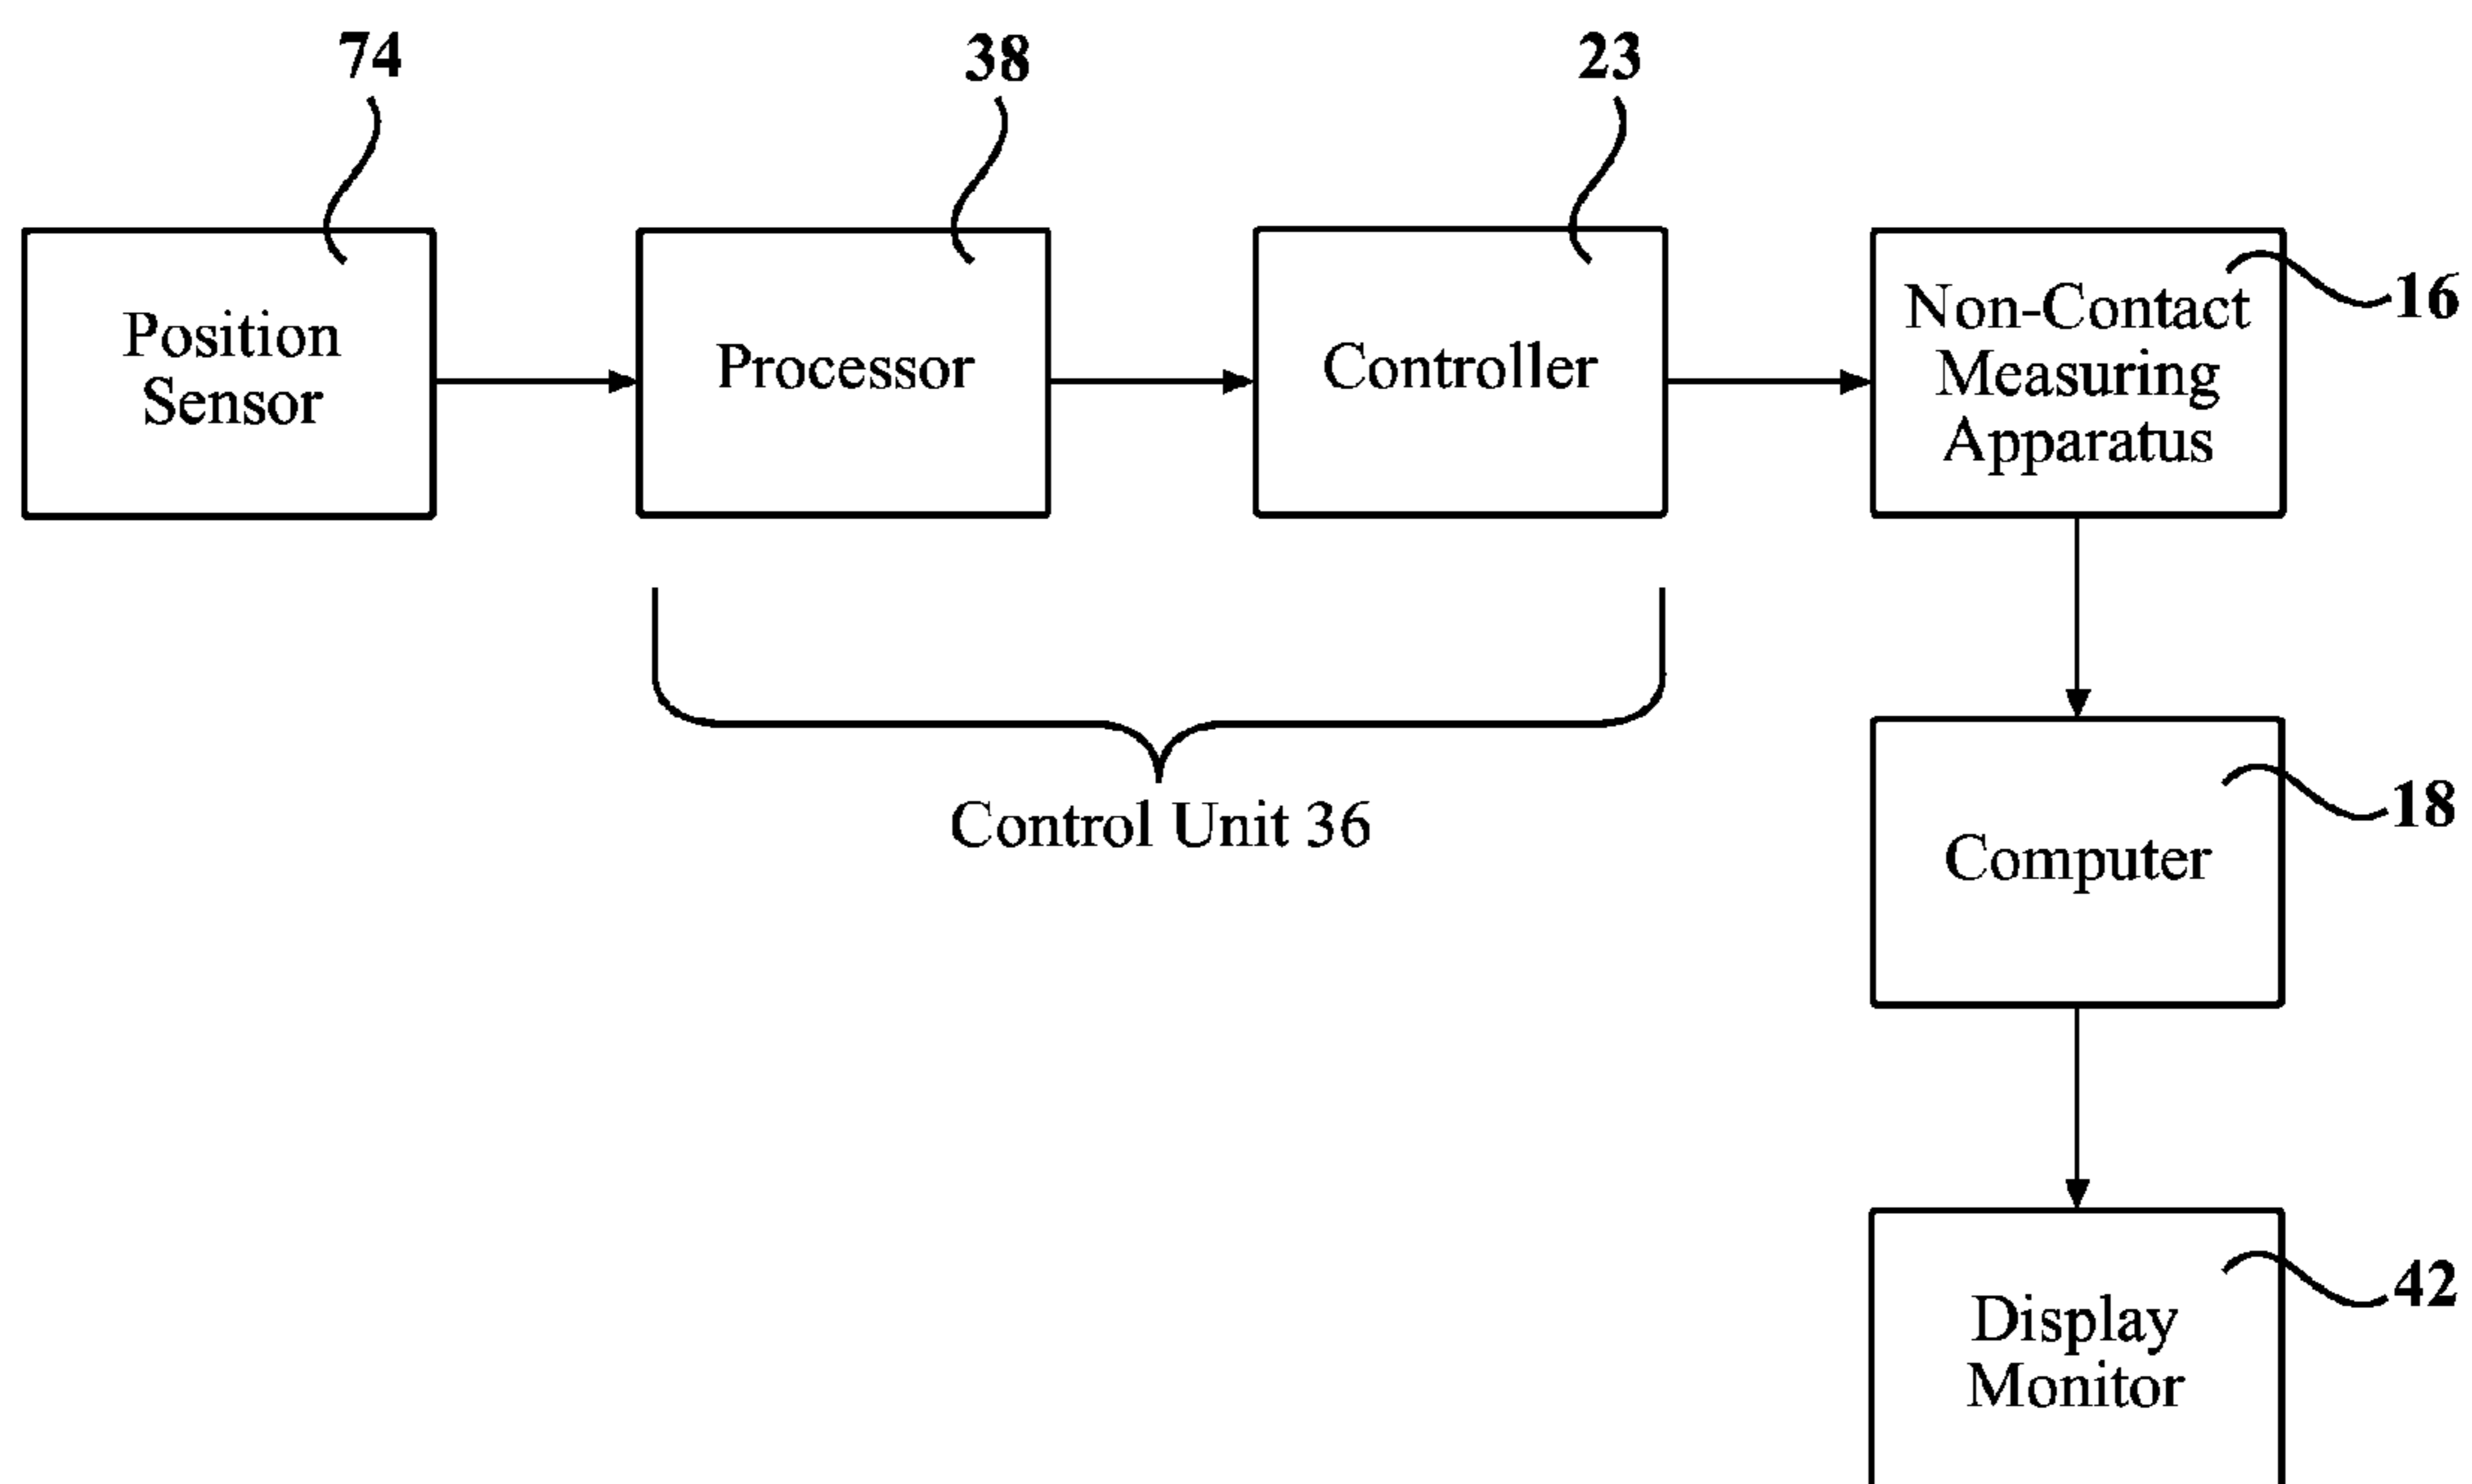 74
38
23
Position
Sensor
Processor
Controller
Non-Contact
Measuring
Apparatus
16
Control Unit 36
Computer
18
Display
Monitor
42